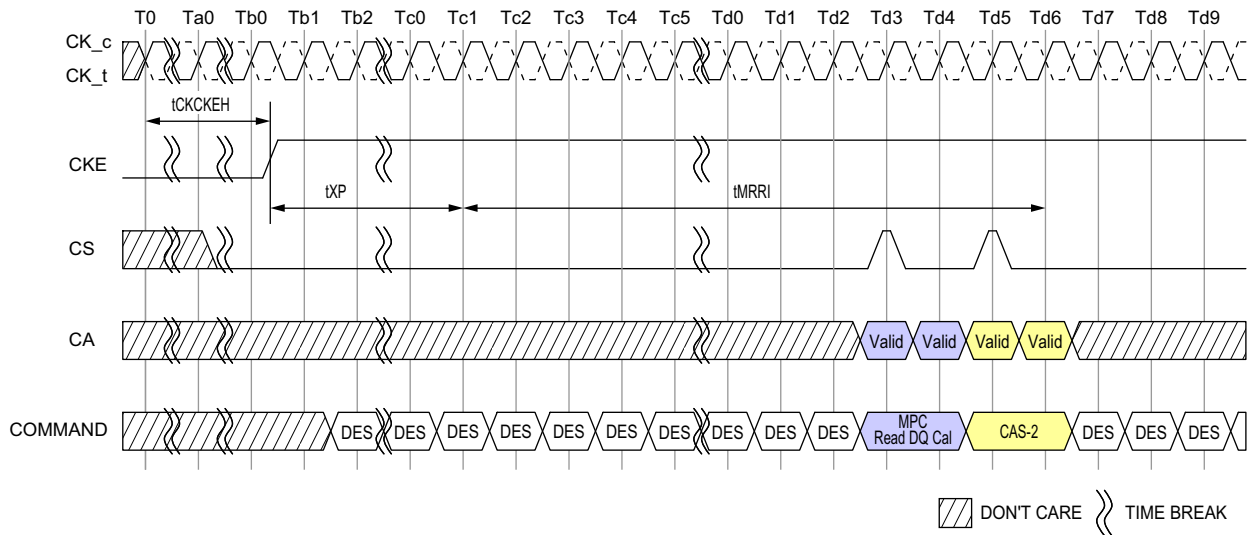 T0 Ta0 Tb0 Tb1 Tb2 Tc0 Tc1 Tc2 Tc3 Tc4 Tc5 Td0 Td1 Td2 Td3 Td4 Td5 Td6 Td7 Td8 Td9
CK_c
CK_t
tCKCKEH
CKE
tXP tMRRI
CS
CA Valid Valid Valid Valid
COMMAND DES DES DES DES DES DES DES DES DES DES MPC Read DQ Cal CAS-2 DES DES DES
DON'T CARE TIME BREAK